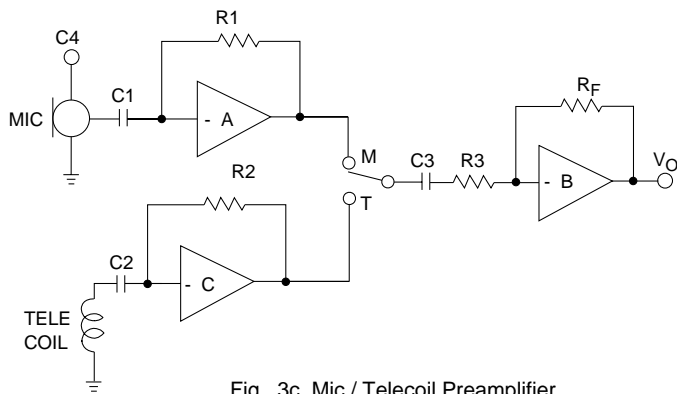 C4
R1
MIC
C1
- A
M
C3
R3
RF
- B
VO
R2
T
C2
- C
TELE
COIL
Fig. 3c Mic / Telecoil Preamplifier